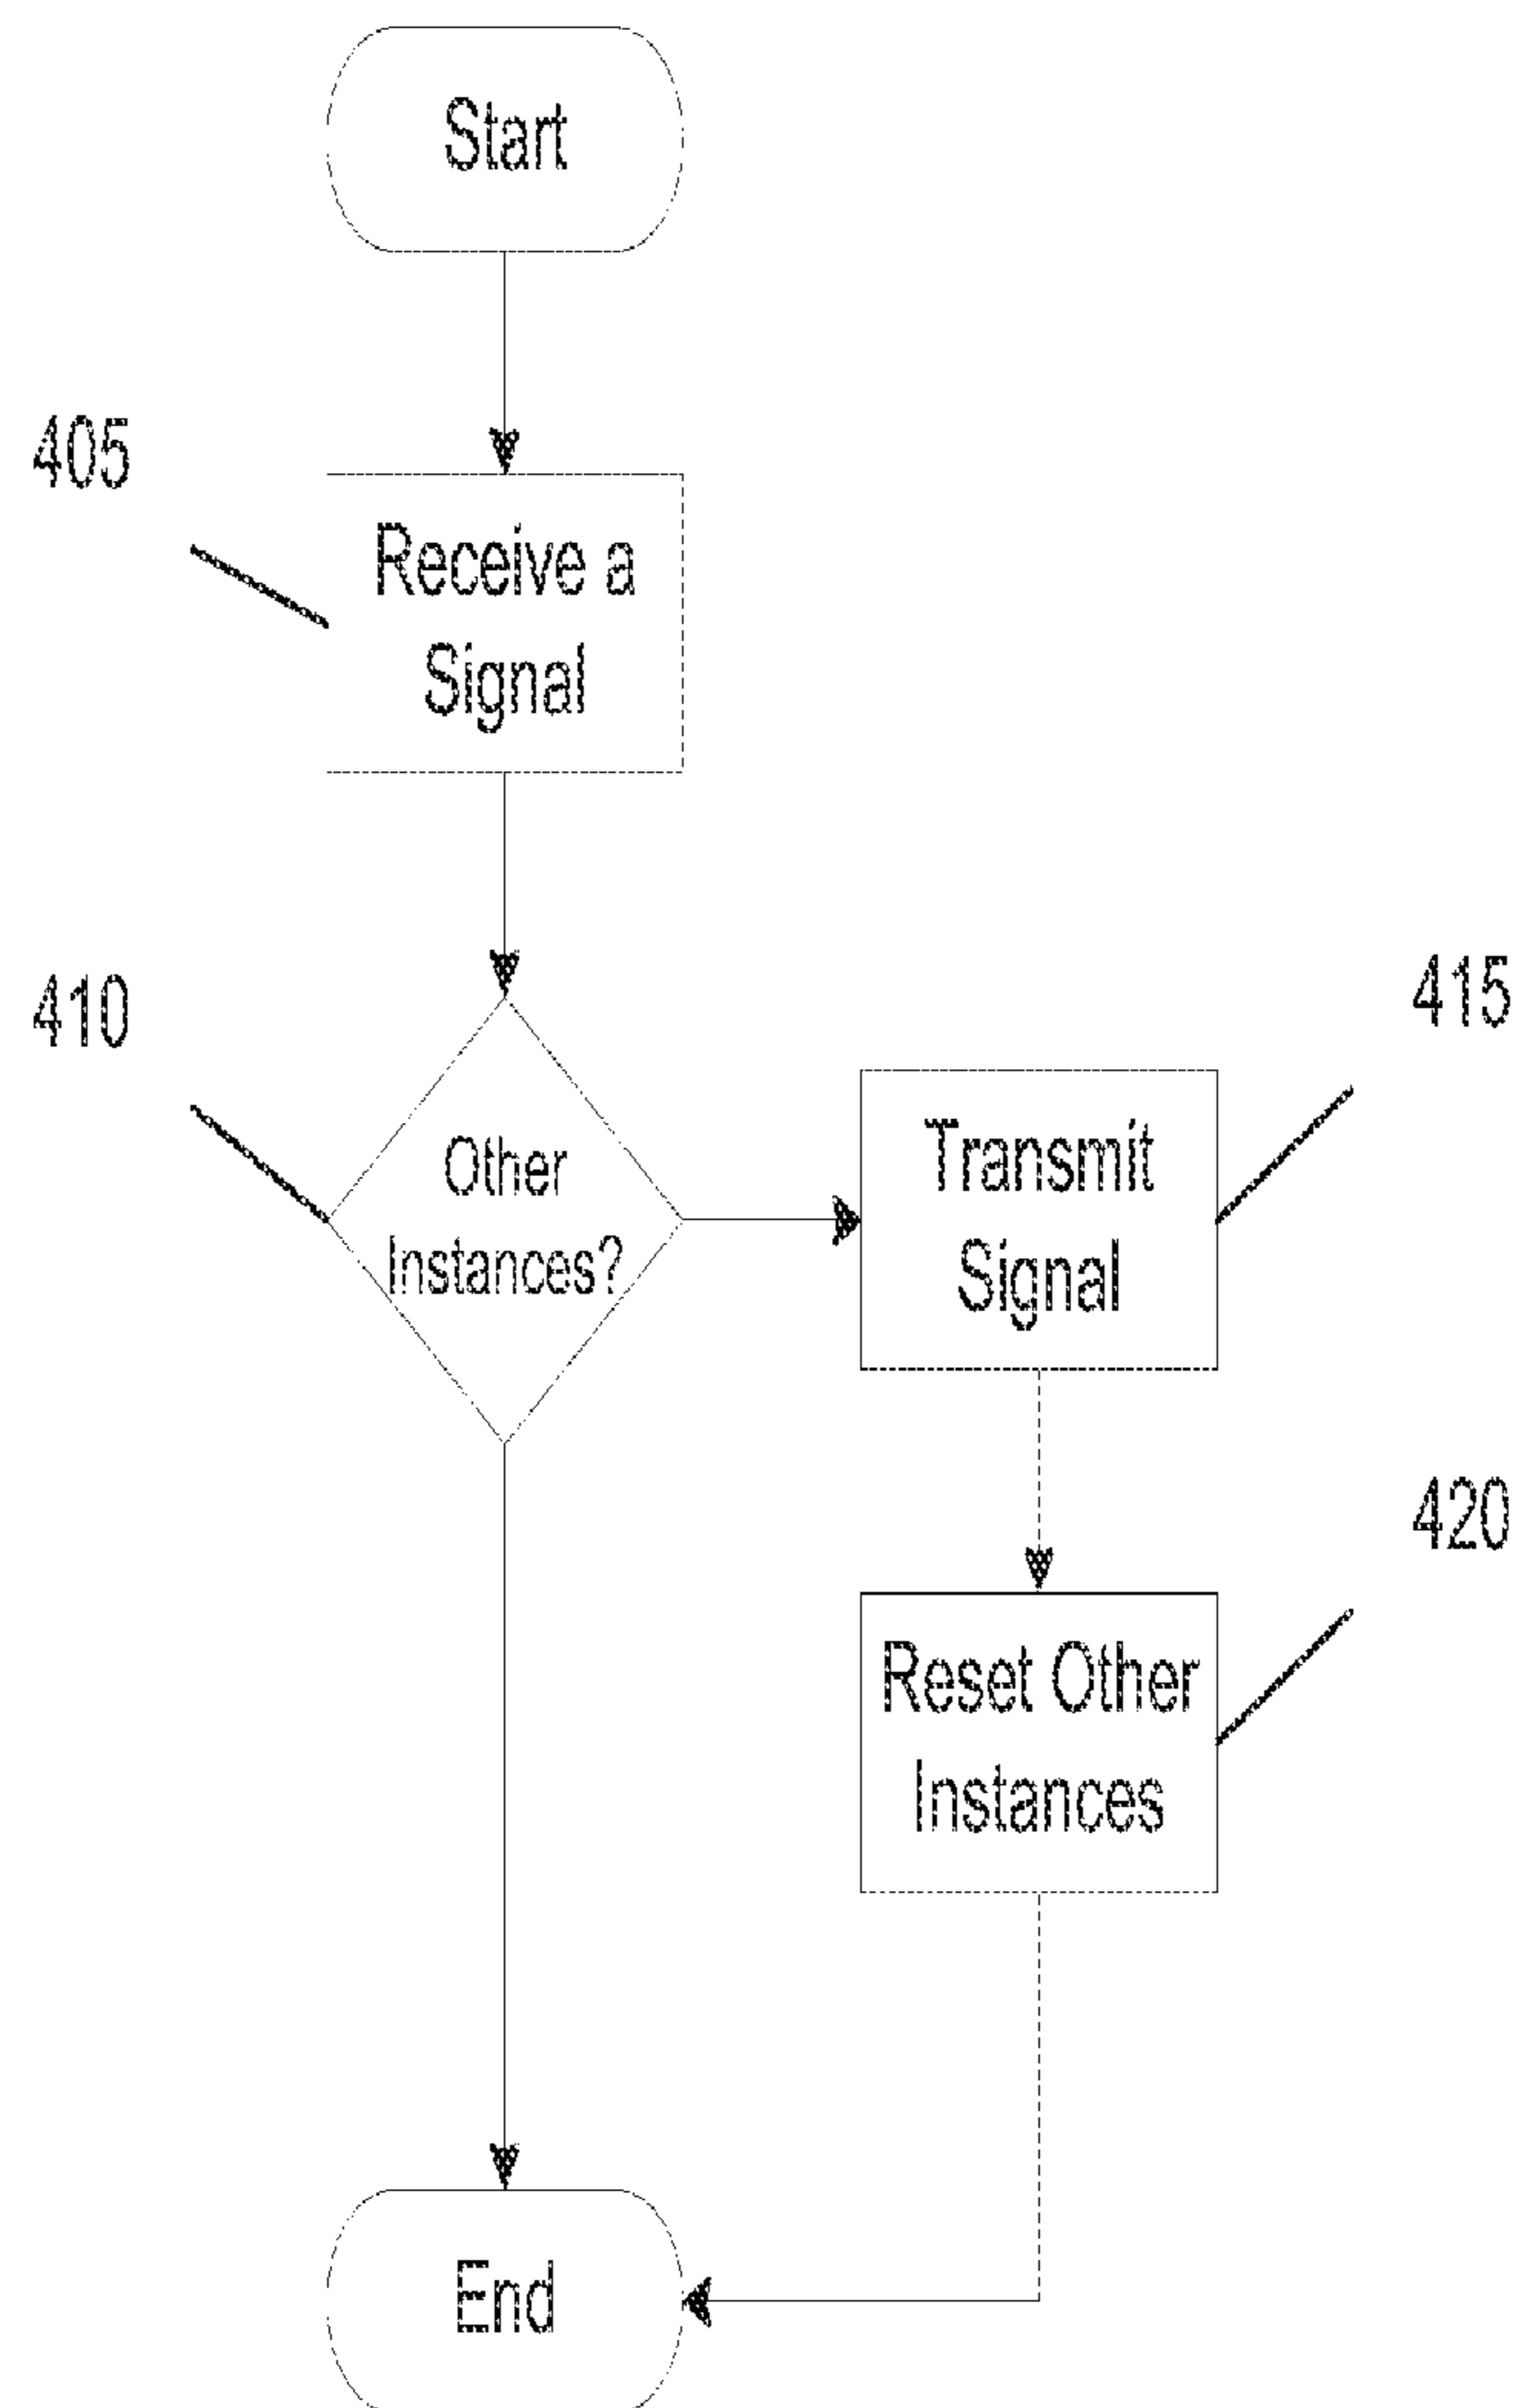 Start
405
Receive a
Signal
410
Other
Instances?
415
Transmit
Signal
420
Reset Other
Instances
End